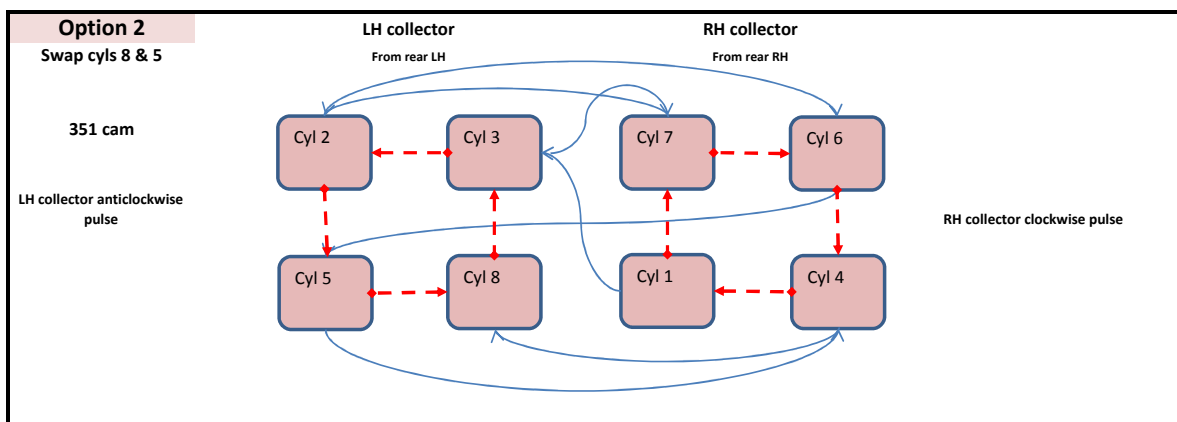 Option 2
Swap cyls 8 & 5
LH collector
RH collector
From rear LH
From rear RH
351 cam
Cyl 2
Cyl 3
Cyl 7
Cyl 6
LH collector anticlockwise
pulse
RH collector clockwise pulse
Cyl 5
Cyl 8
Cyl 1
Cyl 4